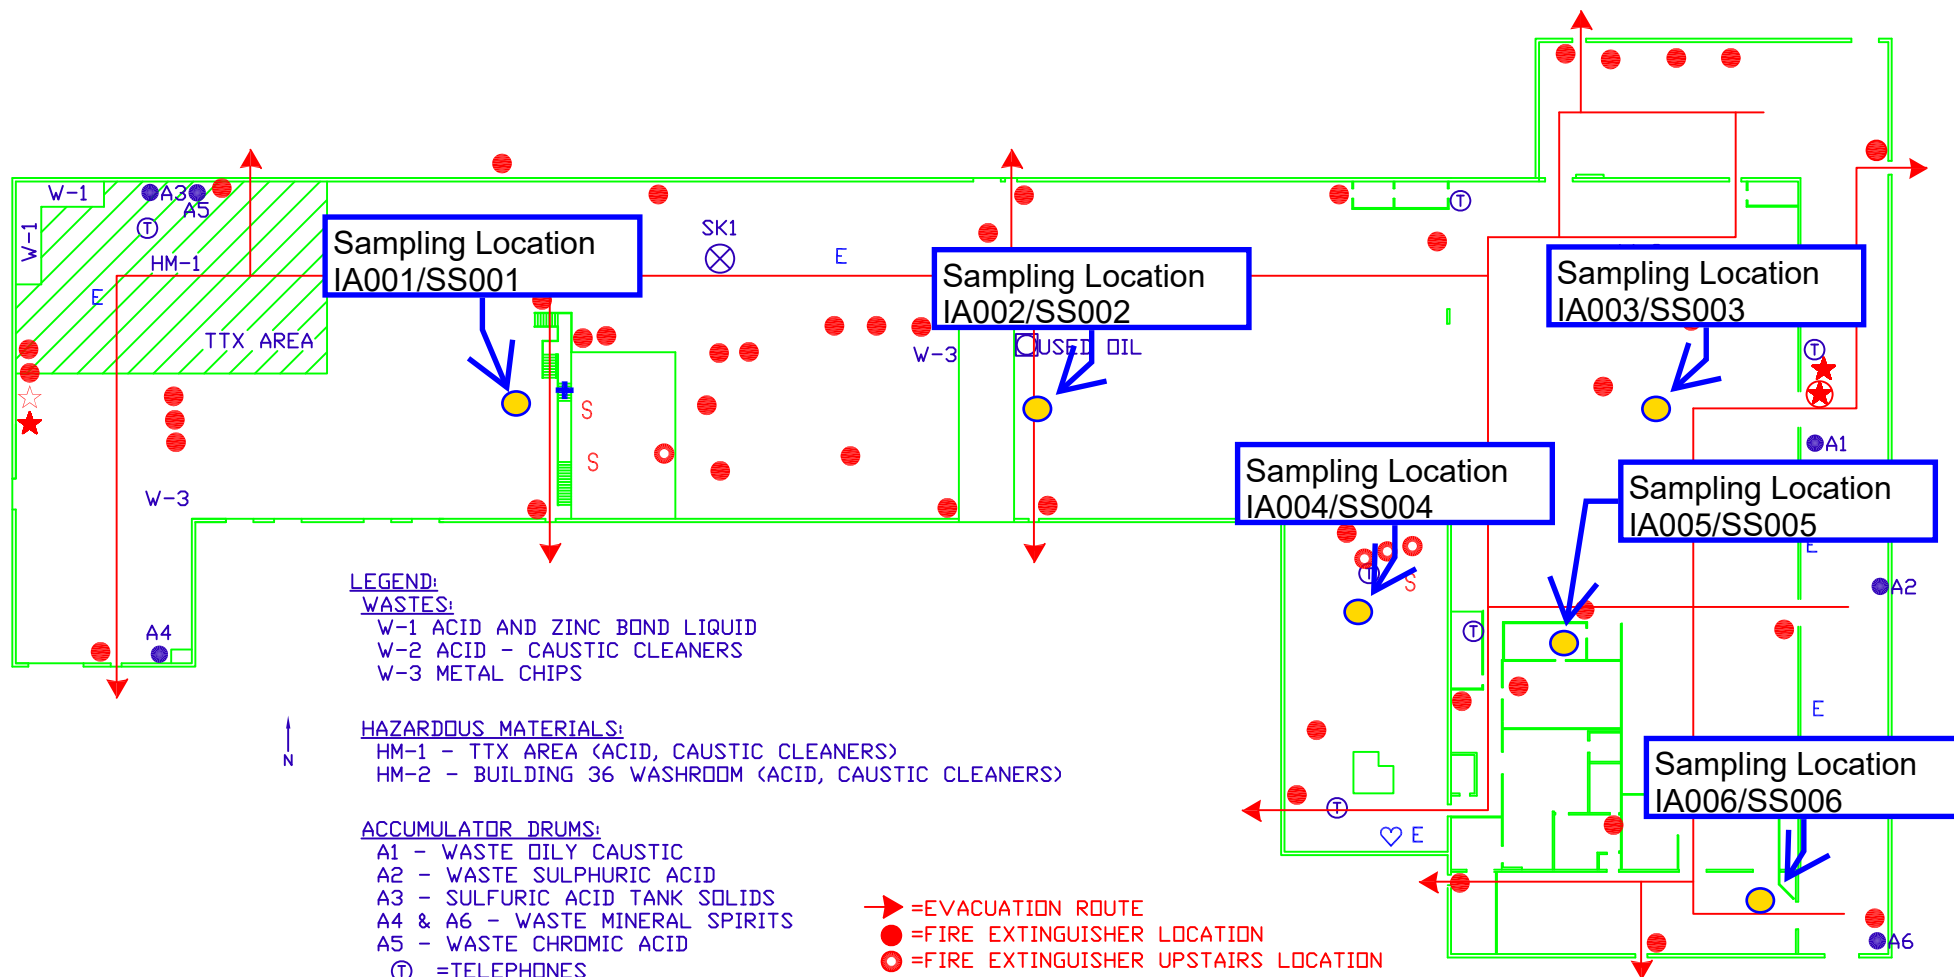 W-1
A3
A5
W-1
T
HM-1
E
TTX AREA
Sampling Location
IA001/SS001
SK1
E
Sampling Location
IA002/SS002
T
Sampling Location
IA003/SS003
W-3
USED OIL
T
S
S
A1
W-3
Sampling Location
IA004/SS004
Sampling Location
IA005/SS005
E
T
S
A2
T
A4
E
Sampling Location
IA006/SS006
T
E
A6
N
LEGEND:
WASTES:
W-1 ACID AND ZINC BOND LIQUID
W-2 ACID - CAUSTIC CLEANERS
W-3 METAL CHIPS
HAZARDOUS MATERIALS:
HM-1 - TTX AREA (ACID, CAUSTIC CLEANERS)
HM-2 - BUILDING 36 WASHROOM (ACID, CAUSTIC CLEANERS)
ACCUMULATOR DRUMS:
A1 - WASTE OILY CAUSTIC
A2 - WASTE SULPHURIC ACID
A3 - SULFURIC ACID TANK SOLIDS
A4 & A6 - WASTE MINERAL SPIRITS
A5 - WASTE CHROMIC ACID
T =TELEPHONES
=EVACUATION ROUTE
=FIRE EXTINGUISHER LOCATION
=FIRE EXTINGUISHER UPSTAIRS LOCATION